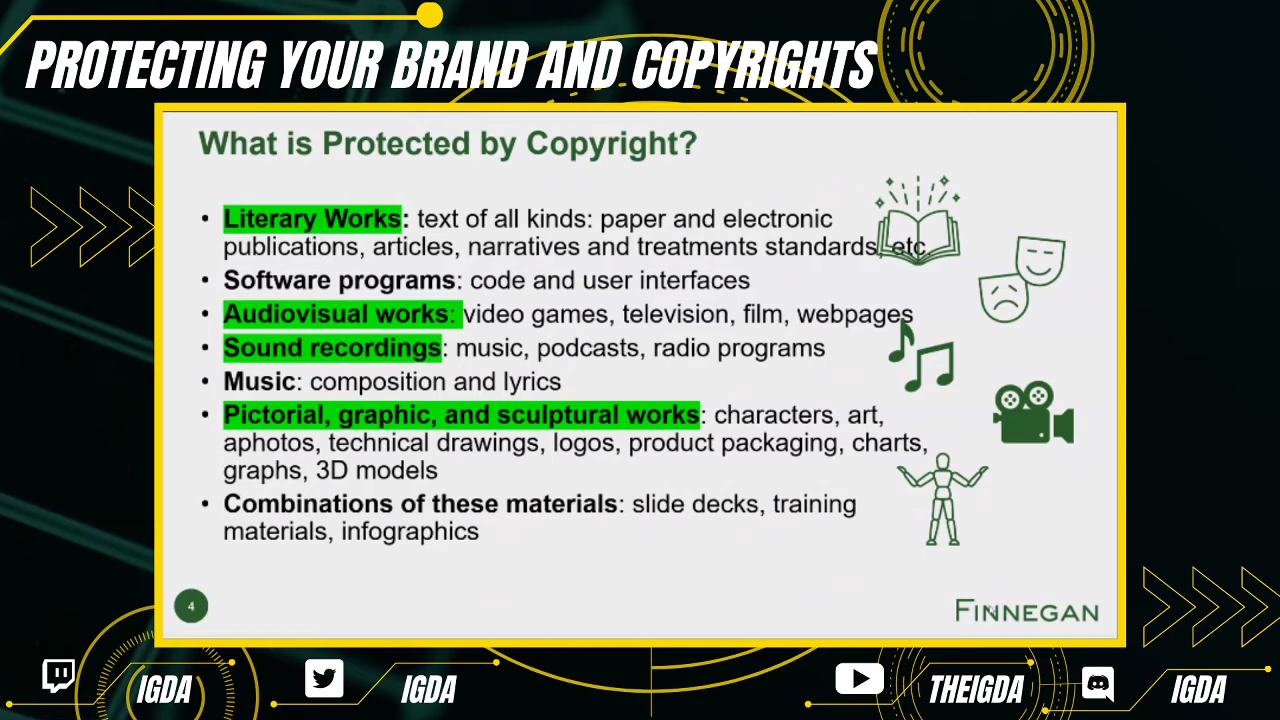 PROTECTING YOUR BRAND AND COPYRIGHTS
What is Protected by Copyright?
• Literary Works: text of all kinds: paper and electronic
publications, articles, narratives and treatments standards, etc.
• Software programs: code and user interfaces
• Audiovisual works: video games, television, film, webpages
• Sound recordings: music, podcasts, radio programs
• Music: composition and lyrics
• Pictorial, graphic, and sculptural works: characters, art,
aphotos, technical drawings, logos, product packaging, charts,
graphs, 3D models
• Combinations of these materials: slide decks, training
materials, infographics
4
FINNEGAN
IGDA
IGDA
THEIGDA
IGDA